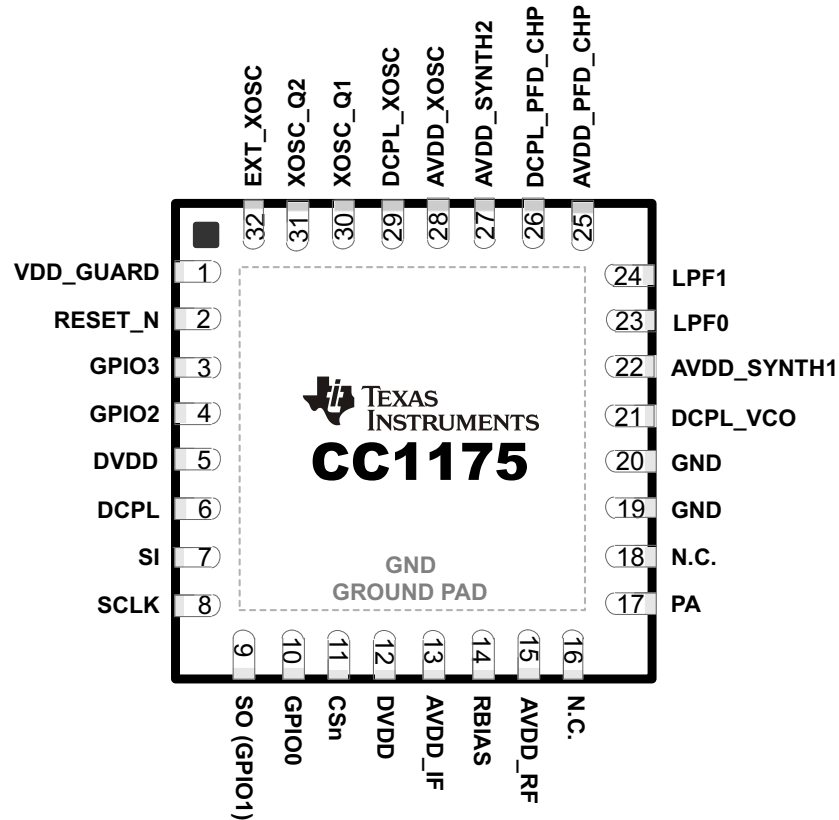 EXT_XOSC
XOSC_Q2
XOSC_Q1
DCPL_XOSC
AVDD_XOSC
AVDD_SYNTH2
DCPL_PFD_CHP
AVDD_PFD_CHP
32
31
30
29
28
27
26
25
VDD_GUARD 1
RESET_N 2
GPIO3 3
GPIO2 4
DVDD 5
DCPL 6
SI 7
SCLK 8
24 LPF1
23 LPF0
22 AVDD_SYNTH1
21 DCPL_VCO
20 GND
19 GND
18 N.C.
17 PA
TEXAS
INSTRUMENTS
CC1175
GND
GROUND PAD
9
10
11
12
13
14
15
16
SO (GPIO1)
GPIO0
CSn
DVDD
AVDD_IF
RBIAS
AVDD_RF
N.C.